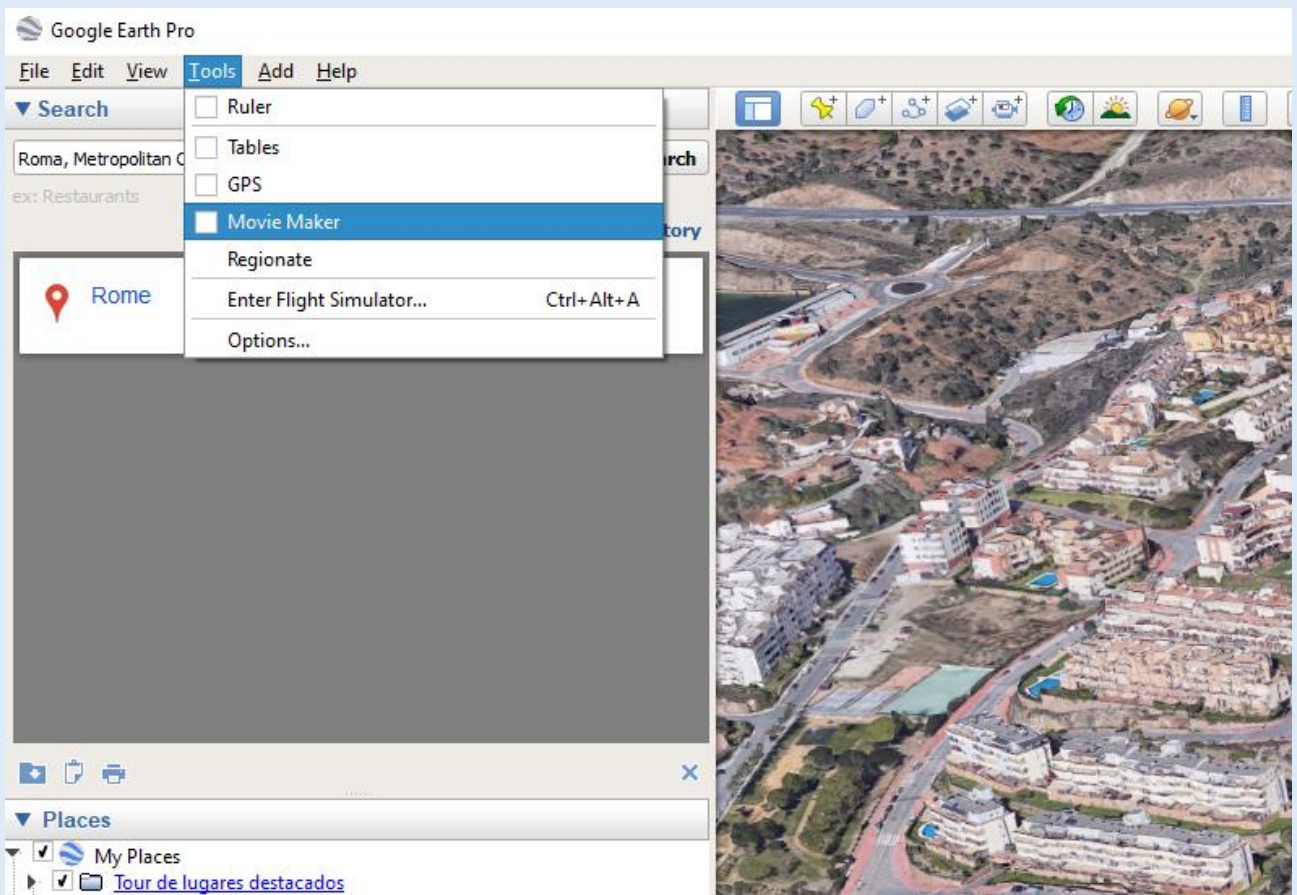 Google Earth Pro
File Edit View Tools Add Help
Search
Ruler
Tables
GPS
Movie Maker
Regionate
Enter Flight Simulator... Ctrl+Alt+A
Options...
Roma, Metropolitan C
rch
ex: Restaurants
tory
Rome
Places
My Places
Tour de lugares destacados